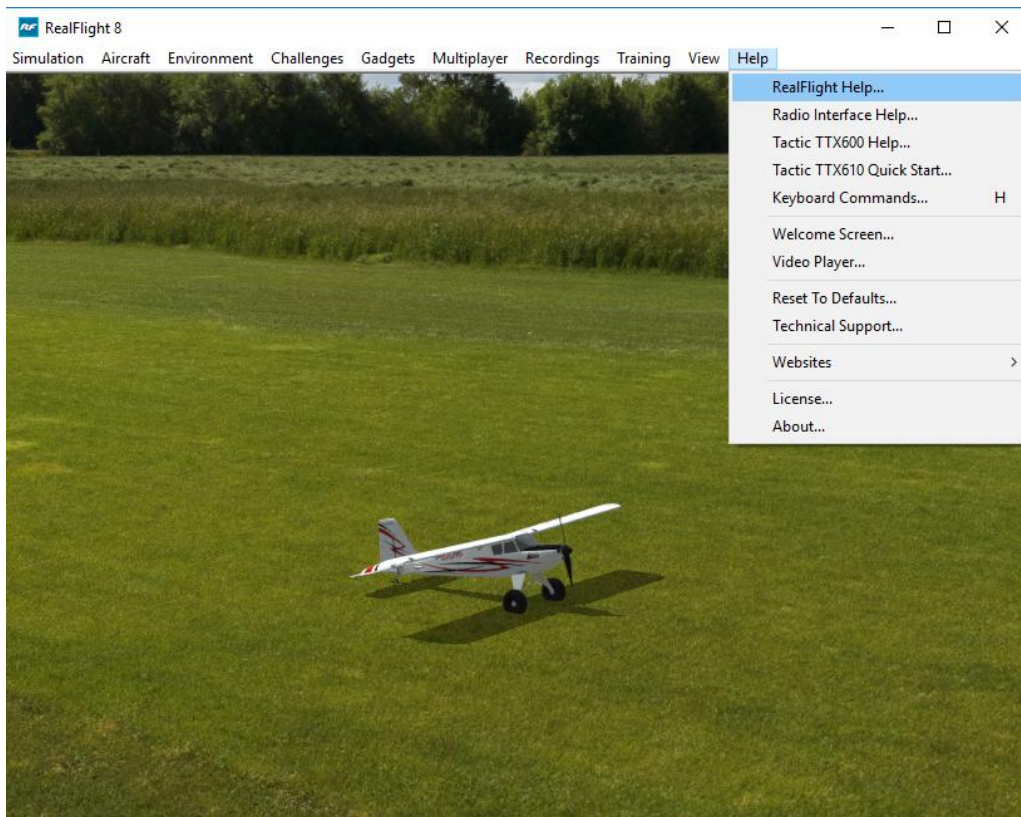 RF RealFlight 8
Simulation Aircraft Environment Challenges Gadgets Multiplayer Recordings Training View Help
RealFlight Help...
Radio Interface Help...
Tactic TTX600 Help...
Tactic TTX610 Quick Start...
Keyboard Commands... H
Welcome Screen...
Video Player...
Reset To Defaults...
Technical Support...
Websites
License...
About...